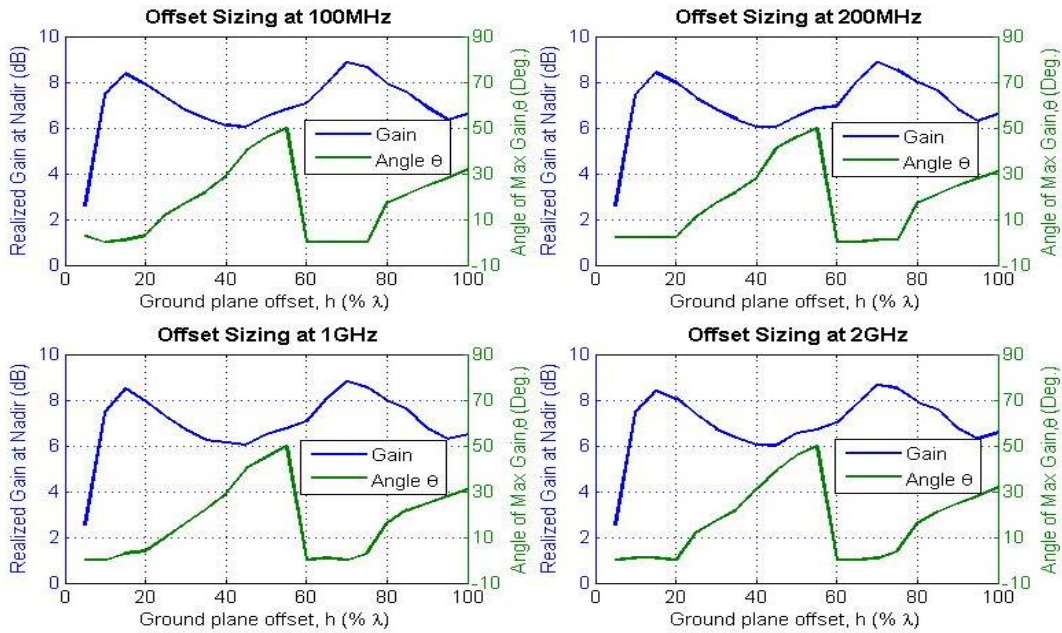 Offset Sizing at 100MHz
Realized Gain at Nadir (dB)
10
8
6
4
2
0
90
70
50
30
10
-10
Angle of Max Gain,θ (Deg.)
Gain
Angle θ
0 20 40 60 80 100
Ground plane offset, h (% λ)
Offset Sizing at 200MHz
Realized Gain at Nadir (dB)
10
8
6
4
2
0
90
70
50
30
10
-10
Angle of Max Gain,θ (Deg.)
Gain
Angle θ
0 20 40 60 80 100
Ground plane offset, h (% λ)
Offset Sizing at 1GHz
Realized Gain at Nadir (dB)
10
8
6
4
2
0
90
70
50
30
10
-10
Angle of Max Gain,θ (Deg.)
Gain
Angle θ
0 20 40 60 80 100
Ground plane offset, h (% λ)
Offset Sizing at 2GHz
Realized Gain at Nadir (dB)
10
8
6
4
2
0
90
70
50
30
10
-10
Angle of Max Gain,θ (Deg.)
Gain
Angle θ
0 20 40 60 80 100
Ground plane offset, h (% λ)